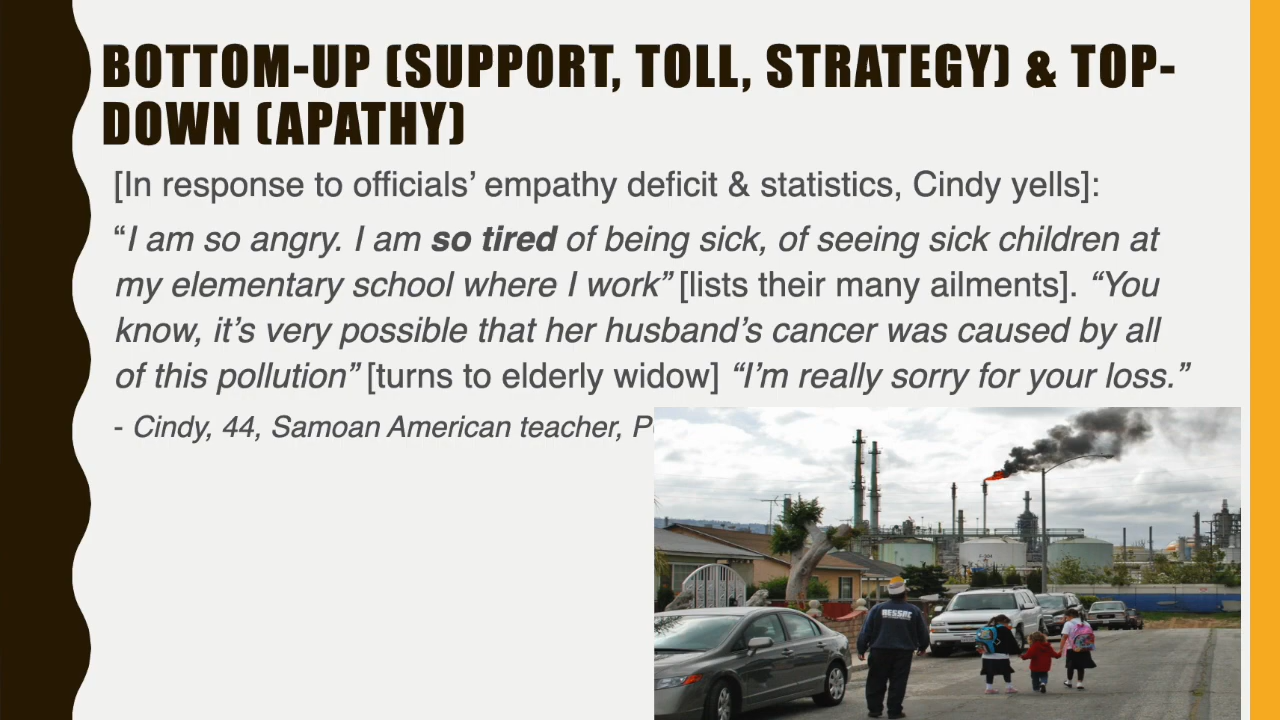 BOTTOM-UP (SUPPORT, TOLL, STRATEGY) & TOP-
DOWN (APATHY)
[In response to officials’ empathy deficit & statistics, Cindy yells]:
“I am so angry. I am so tired of being sick, of seeing sick children at
my elementary school where I work” [lists their many ailments]. “You
know, it’s very possible that her husband’s cancer was caused by all
of this pollution” [turns to elderly widow] “I’m really sorry for your loss.”
- Cindy, 44, Samoan American teacher,